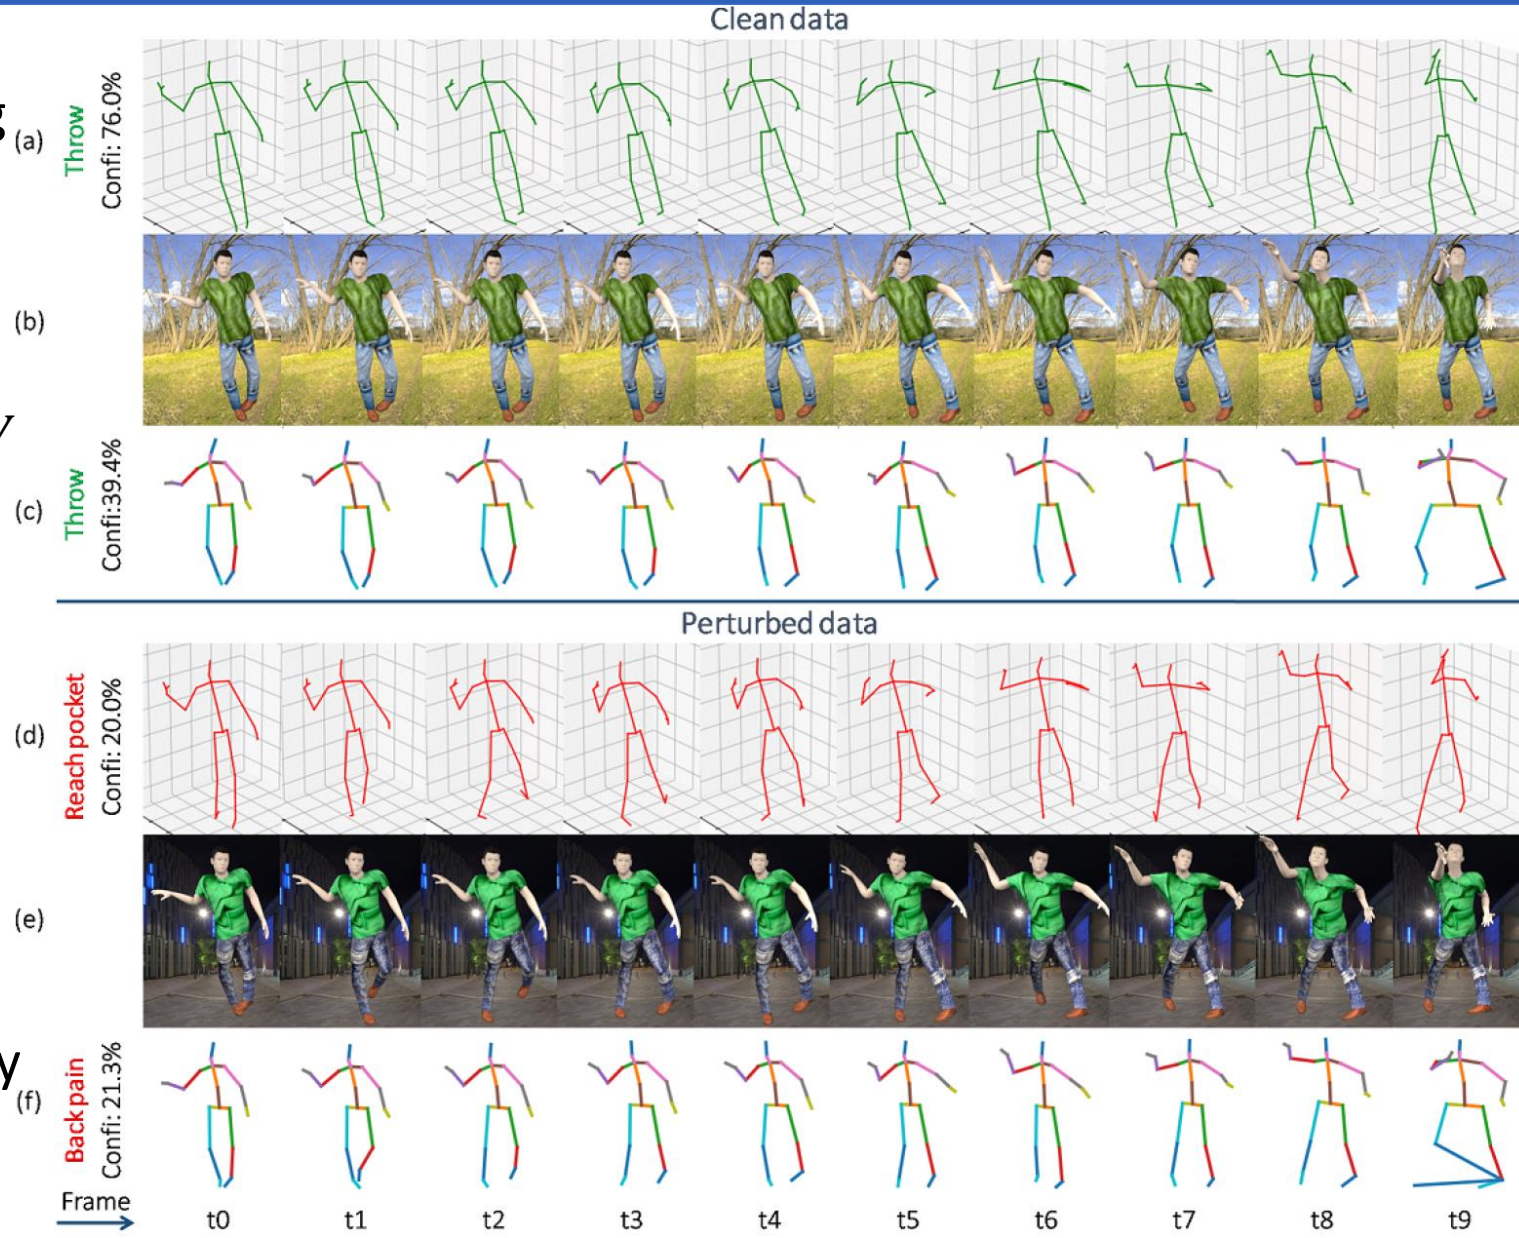 Clean data
g
(a)
Throw
Confi: 76.0%
(b)
y
(c)
Throw
Confi:39.4%
Perturbed data
(d)
Reach pocket
Confi: 20.0%
(e)
y
(f)
Back pain
Confi: 21.3%
Frame
t0 t1 t2 t3 t4 t5 t6 t7 t8 t9